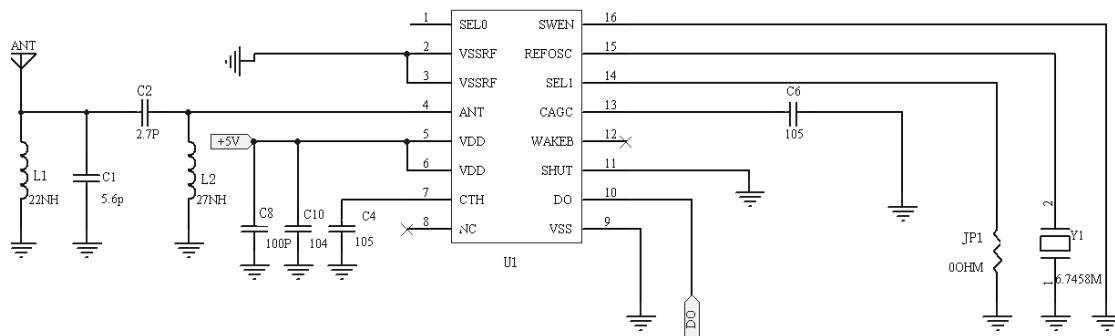 ANT
L1
22NH
C1
5.6p
C2
2.7P
L2
27NH
+5V
C8
100P
C10
104
C4
105
1 SEL0
2 VSSRF
3 VSSRF
4 ANT
5 VDD
6 VDD
7 CTH
8 NC
SWEN 16
REFOSC 15
SEL1 14
CAGC 13
WAKEB 12
SHUT 11
DO 10
VSS 9
U1
C6
105
DO
JP1
0OHM
2
Y1
1
6.7458M